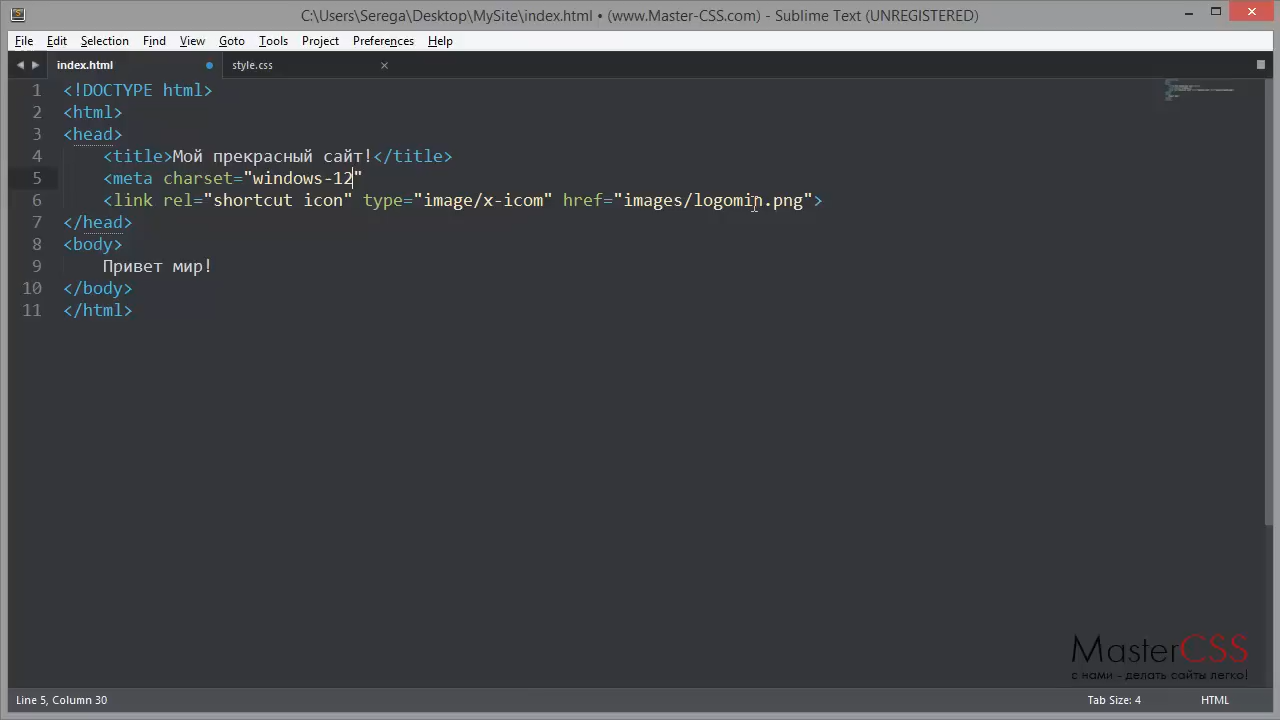 C:\Users\Serega\Desktop\MySite\index.html • (www.Master-CSS.com) - Sublime Text (UNREGISTERED)
File Edit Selection Find View Goto Tools Project Preferences Help
index.html style.css
1 <!DOCTYPE html>
2 <html>
3 <head>
4 <title>Мой прекрасный сайт!</title>
5 <meta charset="windows-12"
6 <link rel="shortcut icon" type="image/x-icom" href="images/logomin.png">
7 </head>
8 <body>
9 Привет мир!
10 </body>
11 </html>
MasterCSS
с нами - делать сайты легко!
Line 5, Column 30 Tab Size: 4 HTML